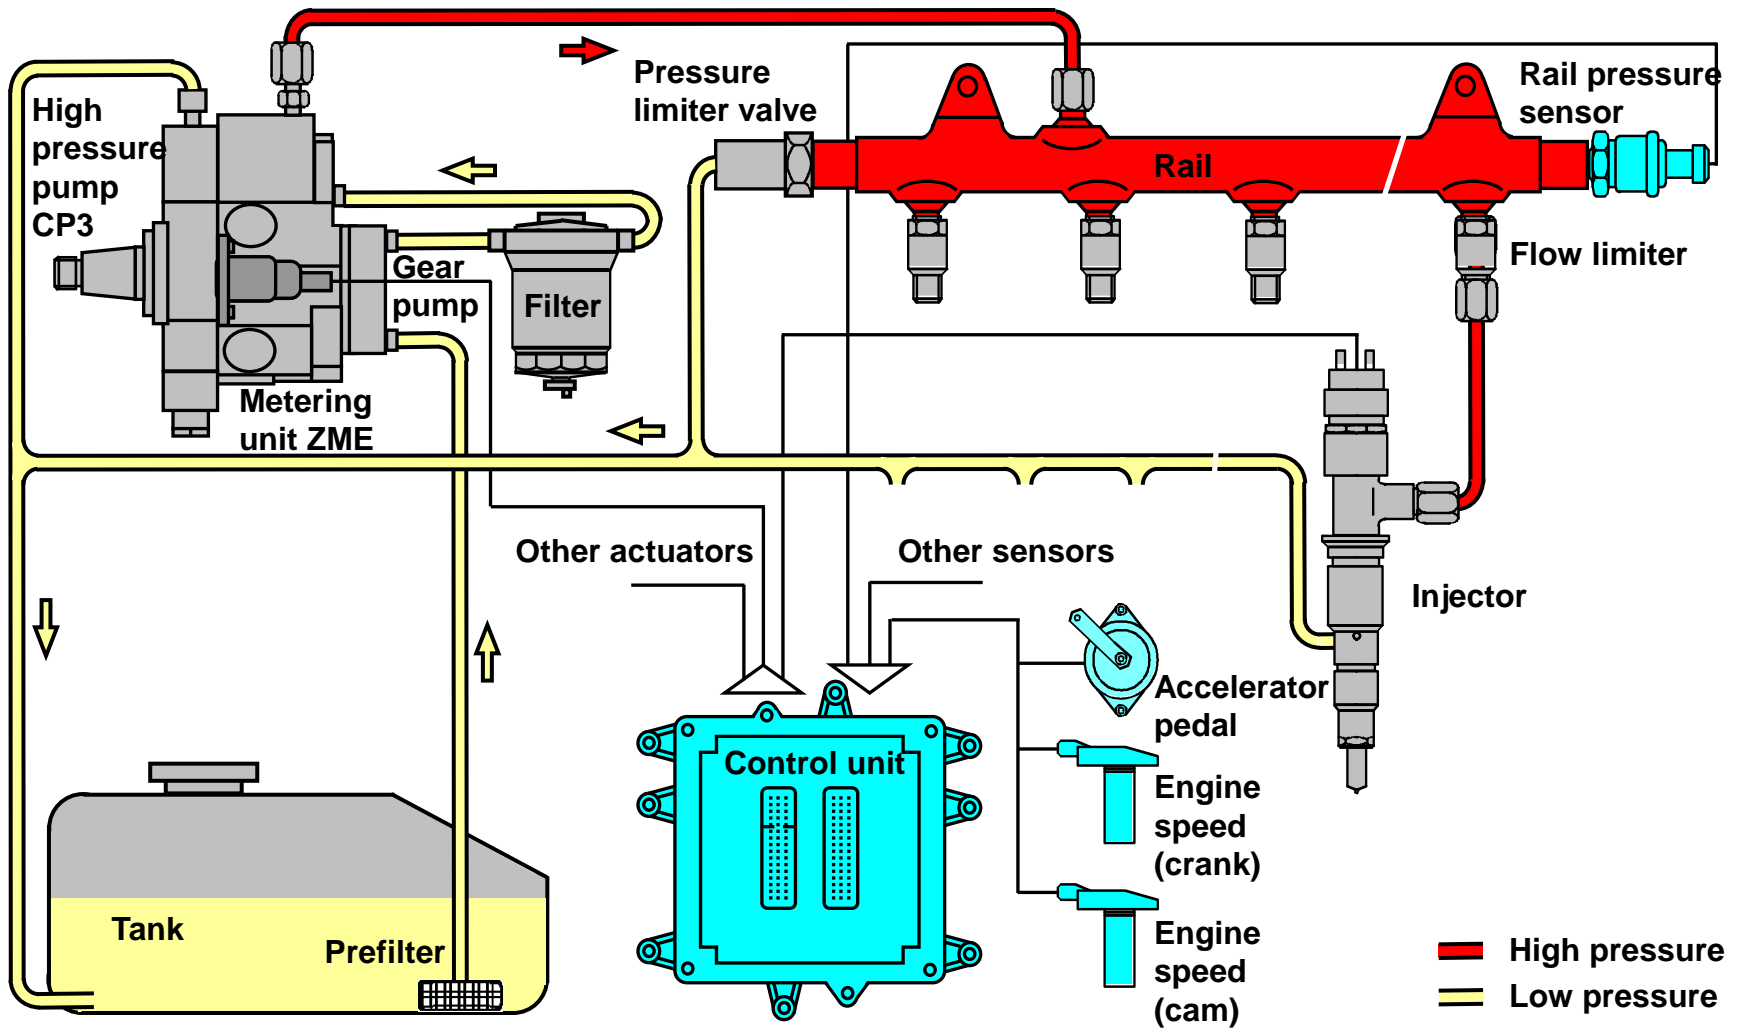 Pressure
limiter valve
Rail pressure
sensor
High
pressure
pump
CP3
Rail
Flow limiter
Gear
pump
Filter
Metering
unit ZME
Other actuators
Other sensors
Injector
Accelerator
pedal
Control unit
Engine
speed
(crank)
Tank
Prefilter
Engine
speed
(cam)
High pressure
Low pressure